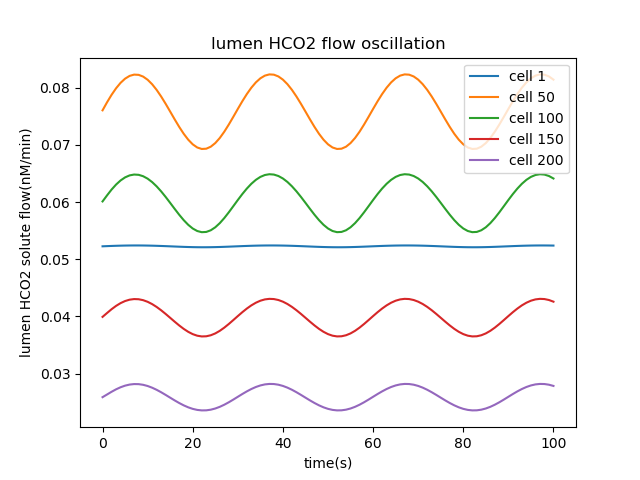 lumen HCO2 flow oscillation
cell 1
cell 50
cell 100
cell 150
cell 200
lumen HCO2 solute flow(nM/min)
0.08
0.07
0.06
0.05
0.04
0.03
0 20 40 60 80 100
time(s)